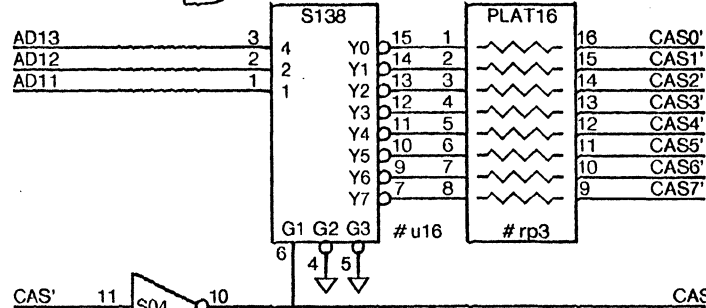 S138 PLAT16
AD13 3 4 Y0 15 1 16 CAS0'
AD12 2 2 Y1 14 2 15 CAS1'
AD11 1 1 Y2 13 3 14 CAS2'
Y3 12 4 13 CAS3'
Y4 11 5 12 CAS4'
Y5 10 6 11 CAS5'
Y6 9 7 10 CAS6'
Y7 7 8 9 CAS7'
G1 G2 G3 # u16 # rp3
6 4 5
CAS' 11 S04 10 CAS